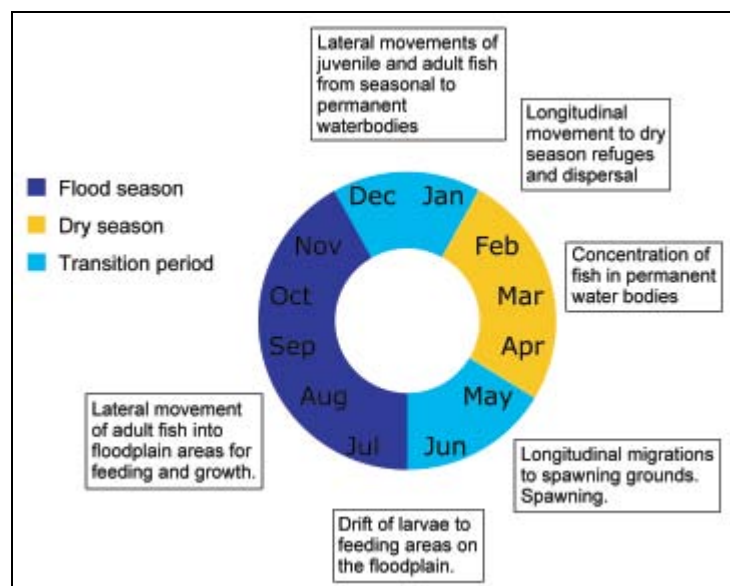 Lateral movements of
juvenile and adult fish
from seasonal to
permanent
waterbodies
Longitudinal
movement to dry
season refuges
and dispersal
Flood season
Dry season
Transition period
Dec
Jan
Feb
Mar
Apr
May
Jun
Jul
Aug
Sep
Oct
Nov
Concentration of
fish in permanent
water bodies
Longitudinal migrations
to spawning grounds.
Spawning.
Drift of larvae to
feeding areas on
the floodplain.
Lateral movement
of adult fish into
floodplain areas for
feeding and growth.